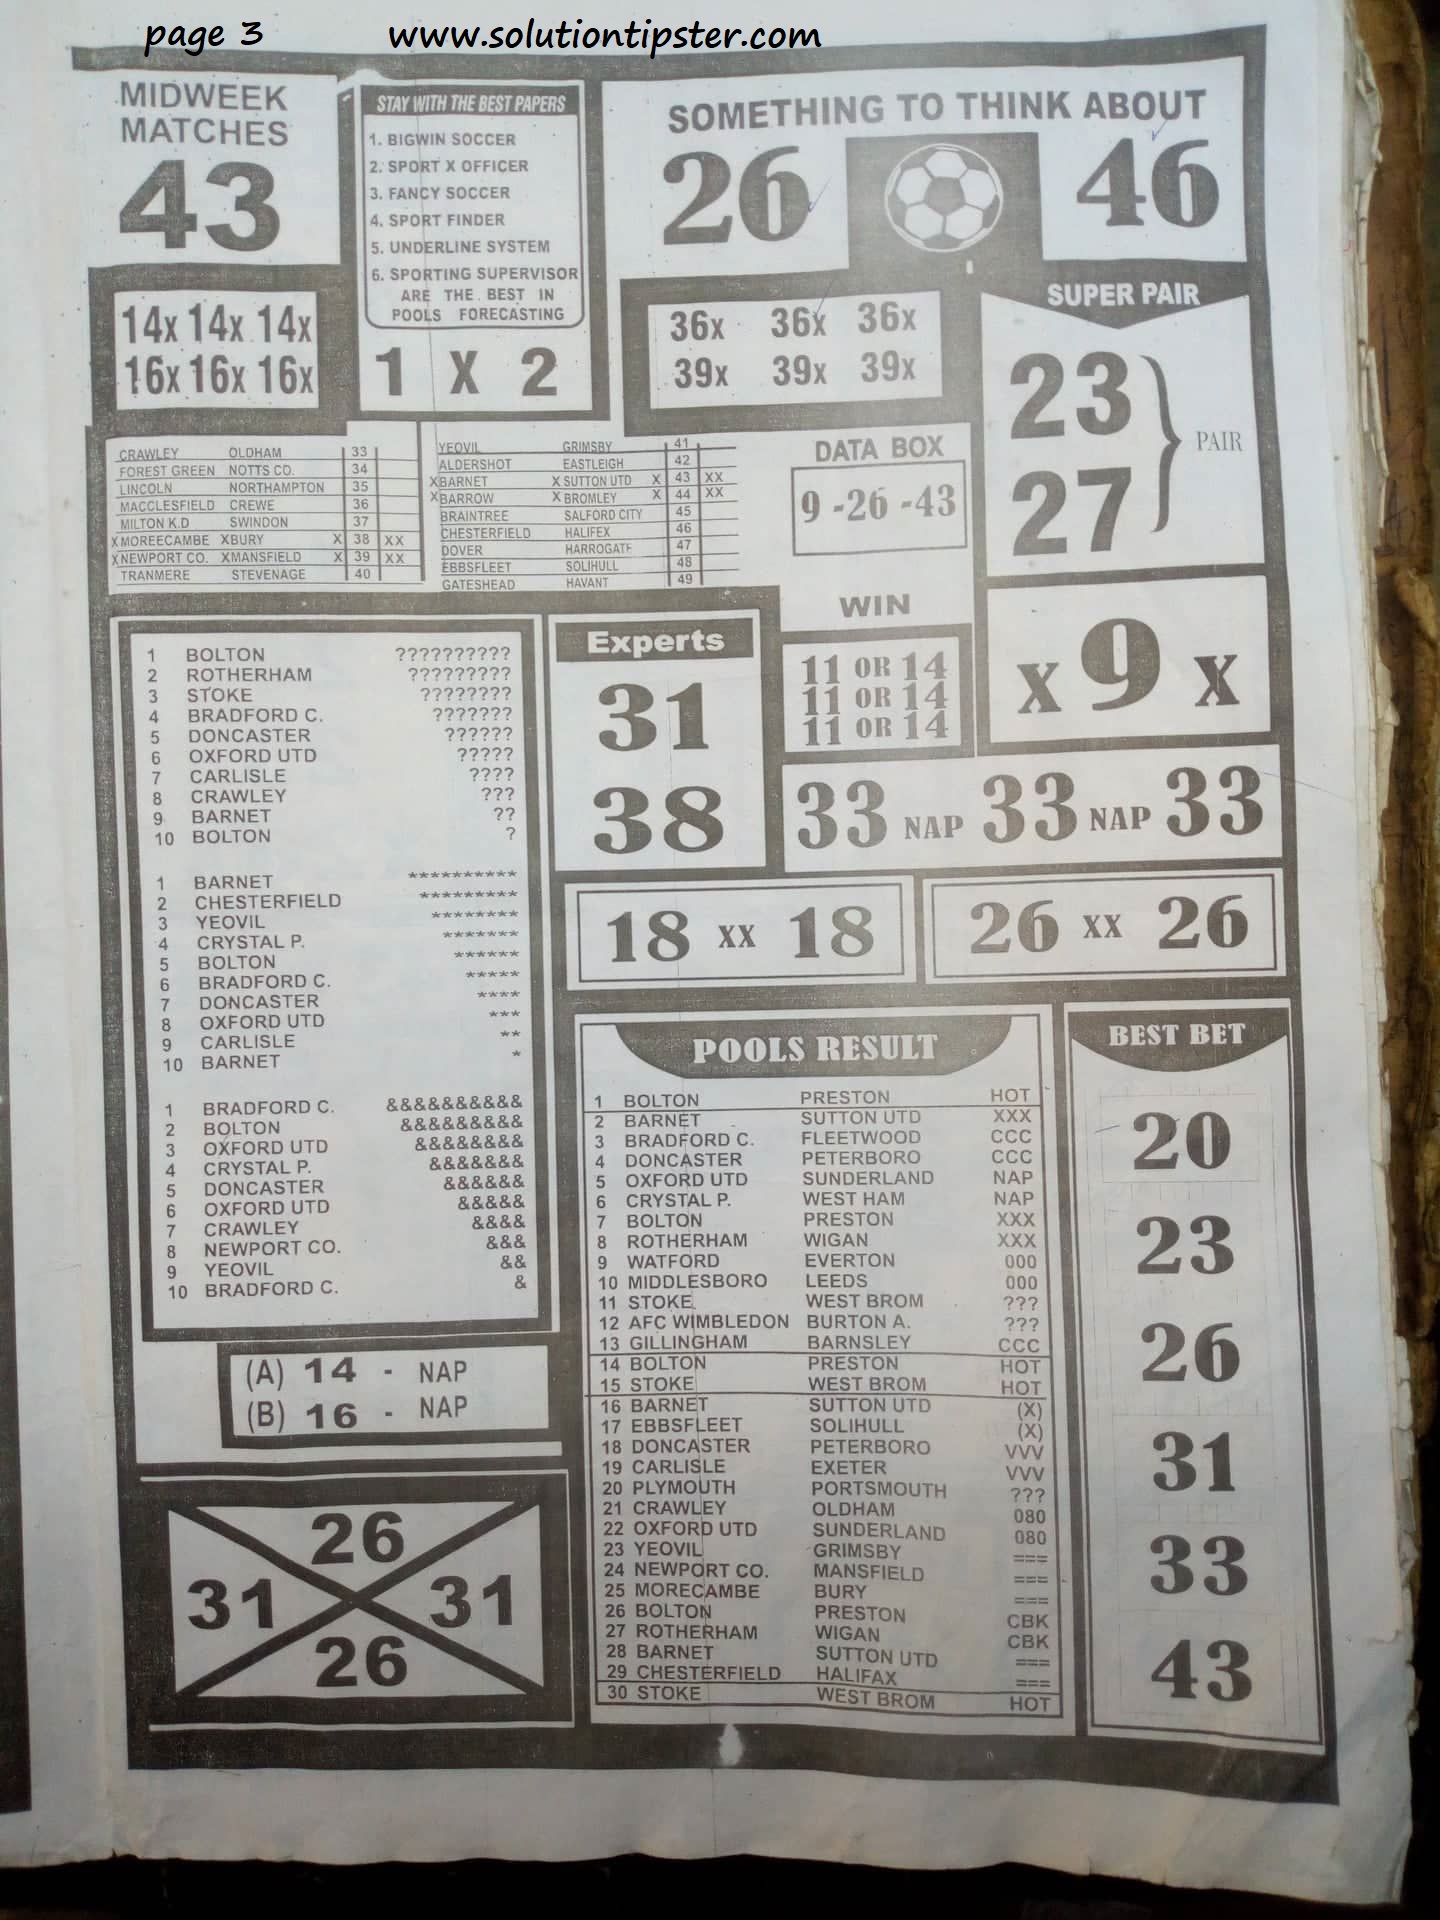 page 3 www.solutiontipster.com
MIDWEEK
MATCHES
43
STAY WITH THE BEST PAPERS
1. BIGWIN SOCCER
2. SPORT X OFFICER
3. FANCY SOCCER
4. SPORT FINDER
5. UNDERLINE SYSTEM
6. SPORTING SUPERVISOR
ARE THE BEST IN
POOLS FORECASTING
1 X 2
SOMETHING TO THINK ABOUT
26 46
14x 14x 14x
16x 16x 16x
36x 36x 36x
39x 39x 39x
SUPER PAIR
23
27
PAIR
CRAWLEY OLDHAM 33
FOREST GREEN NOTTS CO. 34
LINCOLN NORTHAMPTON 35
MACCLESFIELD CREWE 36
MILTON K.D SWINDON 37
XMOREECAMBE XBURY X 38 XX
XNEWPORT CO. XMANSFIELD X 39 XX
TRANMERE STEVENAGE 40
YEOVIL GRIMSBY 41
ALDERSHOT EASTLEIGH 42
XBARNET XSUTTON UTD X 43 XX
XBARROW XBROMLEY X 44 XX
BRAINTREE SALFORD CITY 45
CHESTERFIELD HALIFEX 46
DOVER HARROGATE 47
EBBSFLEET SOLIHULL 48
GATESHEAD HAVANT 49
DATA BOX
9 -26 -43
WIN
11 OR 14
11 OR 14
11 OR 14
X 9 X
1 BOLTON ??????????
2 ROTHERHAM ?????????
3 STOKE ????????
4 BRADFORD C. ???????
5 DONCASTER ??????
6 OXFORD UTD ?????
7 CARLISLE ????
8 CRAWLEY ???
9 BARNET ??
10 BOLTON ?
1 BARNET **********
2 CHESTERFIELD *********
3 YEOVIL ********
4 CRYSTAL P. *******
5 BOLTON ******
6 BRADFORD C. *****
7 DONCASTER ****
8 OXFORD UTD ***
9 CARLISLE **
10 BARNET *
1 BRADFORD C. &&&&&&&&&&
2 BOLTON &&&&&&&&&
3 OXFORD UTD &&&&&&&&
4 CRYSTAL P. &&&&&&&
5 DONCASTER &&&&&&
6 OXFORD UTD &&&&&
7 CRAWLEY &&&&
8 NEWPORT CO. &&&
9 YEOVIL &&
10 BRADFORD C. &
Experts
31
38
33 NAP 33 NAP 33
18 XX 18
26 XX 26
(A) 14 - NAP
(B) 16 - NAP
26
31 31
26
POOLS RESULT
1 BOLTON PRESTON HOT
2 BARNET SUTTON UTD XXX
3 BRADFORD C. FLEETWOOD CCC
4 DONCASTER PETERBORO CCC
5 OXFORD UTD SUNDERLAND NAP
6 CRYSTAL P. WEST HAM NAP
7 BOLTON PRESTON XXX
8 ROTHERHAM WIGAN XXX
9 WATFORD EVERTON 000
10 MIDDLESBORO LEEDS 000
11 STOKE WEST BROM ???
12 AFC WIMBLEDON BURTON A. ???
13 GILLINGHAM BARNSLEY CCC
14 BOLTON PRESTON HOT
15 STOKE WEST BROM HOT
16 BARNET SUTTON UTD (X)
17 EBBSFLEET SOLIHULL (X)
18 DONCASTER PETERBORO VVV
19 CARLISLE EXETER VVV
20 PLYMOUTH PORTSMOUTH ???
21 CRAWLEY OLDHAM 080
22 OXFORD UTD SUNDERLAND 080
23 YEOVIL GRIMSBY ===
24 NEWPORT CO. MANSFIELD ===
25 MORECAMBE BURY ===
26 BOLTON PRESTON CBK
27 ROTHERHAM WIGAN CBK
28 BARNET SUTTON UTD ===
29 CHESTERFIELD HALIFAX ===
30 STOKE WEST BROM HOT
BEST BET
20
23
26
31
33
43